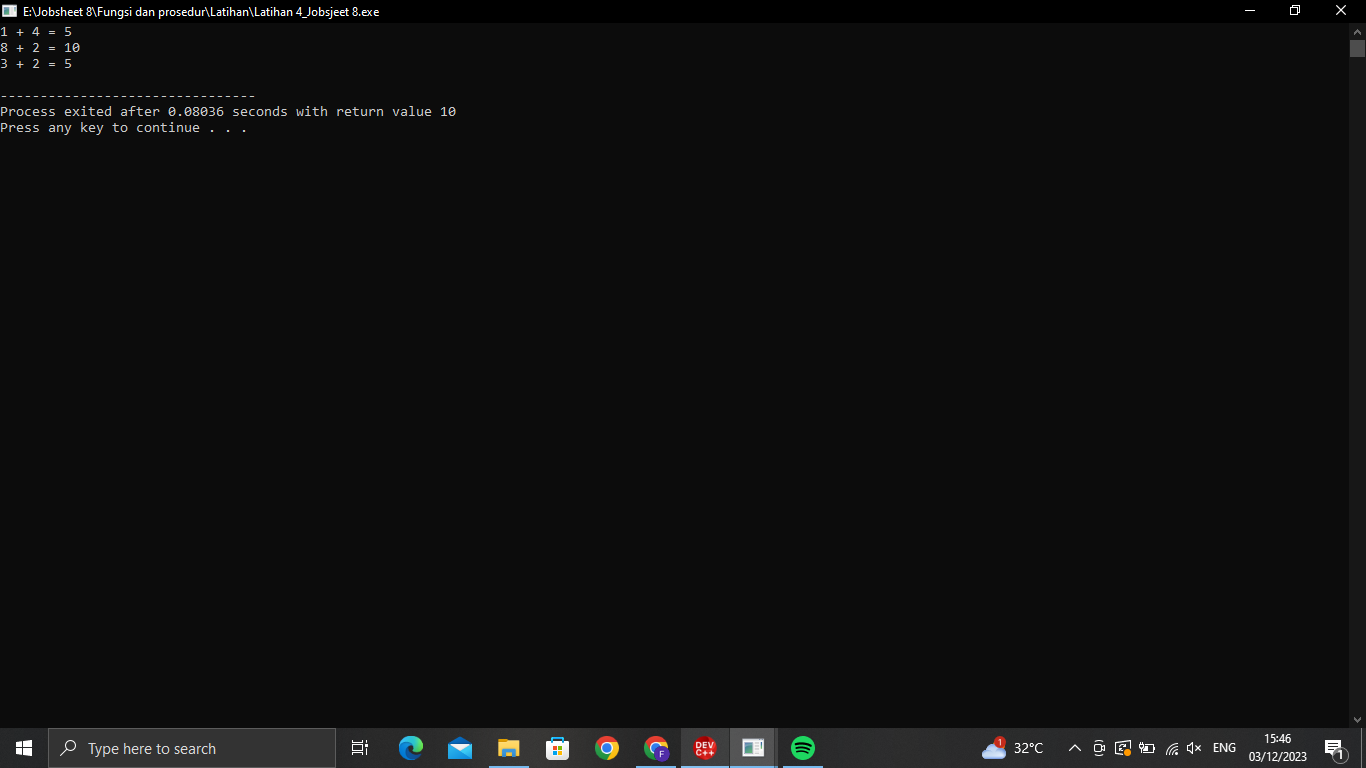 E:\Jobsheet 8\Fungsi dan prosedur\Latihan\Latihan 4_Jobsjeet 8.exe
1 + 4 = 5
8 + 2 = 10
3 + 2 = 5
--------------------------------
Process exited after 0.08036 seconds with return value 10
Press any key to continue . . .
Type here to search
DEV
C++
F
1
32°C
ENG
15:46
03/12/2023
1